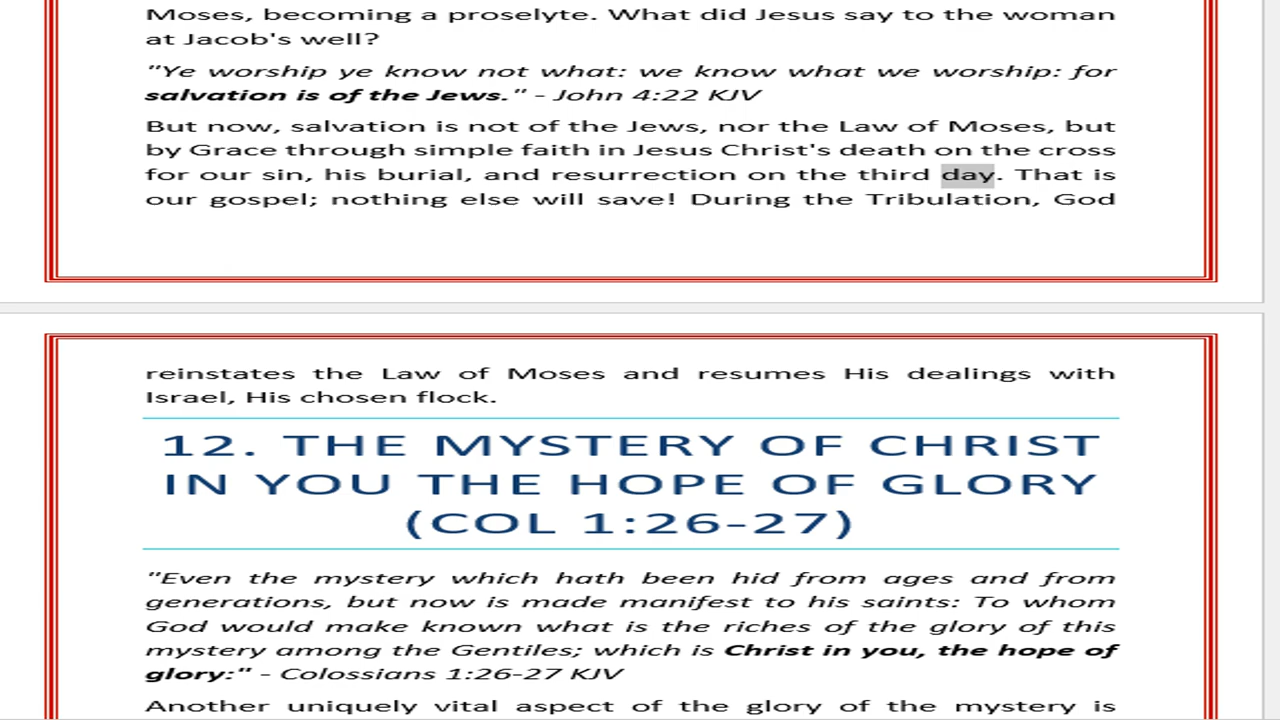 Moses, becoming a proselyte. What did Jesus say to the woman
at Jacob's well?
"Ye worship ye know not what: we know what we worship: for
salvation is of the Jews." - John 4:22 KJV
But now, salvation is not of the Jews, nor the Law of Moses, but
by Grace through simple faith in Jesus Christ's death on the cross
for our sin, his burial, and resurrection on the third day. That is
our gospel; nothing else will save! During the Tribulation, God
reinstates the Law of Moses and resumes His dealings with
Israel, His chosen flock.
12. THE MYSTERY OF CHRIST
IN YOU THE HOPE OF GLORY
(COL 1:26-27)
"Even the mystery which hath been hid from ages and from
generations, but now is made manifest to his saints: To whom
God would make known what is the riches of the glory of this
mystery among the Gentiles; which is Christ in you, the hope of
glory:" - Colossians 1:26-27 KJV
Another uniquely vital aspect of the glory of the mystery is